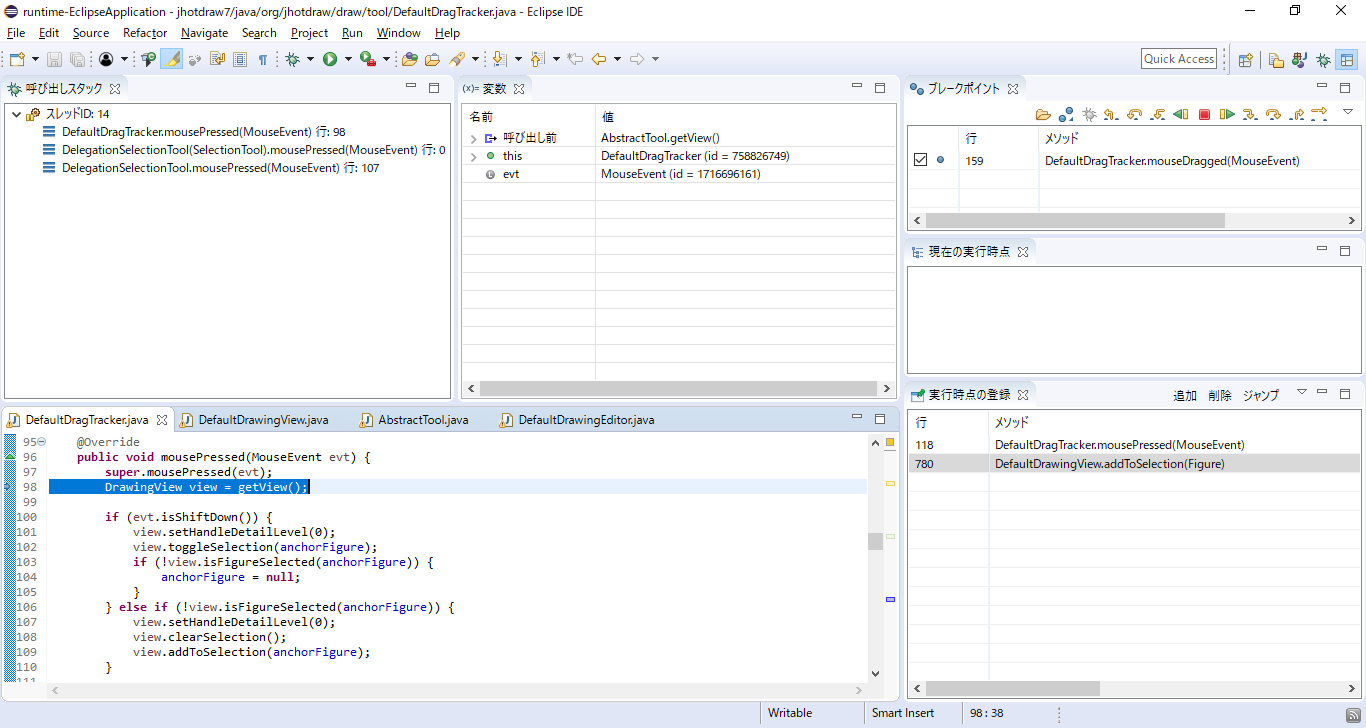 runtime-EclipseApplication - jhotdraw7/java/org/jhotdraw/draw/tool/DefaultDragTracker.java - Eclipse IDE
File Edit Source Refactor Navigate Search Project Run Window Help
Quick Access
呼び出しスタック
スレッドID: 14
DefaultDragTracker.mousePressed(MouseEvent) 行: 98
DelegationSelectionTool(SelectionTool).mousePressed(MouseEvent) 行: 0
DelegationSelectionTool.mousePressed(MouseEvent) 行: 107
(x)= 変数
名前 値
呼び出し前 AbstractTool.getView()
this DefaultDragTracker (id = 758826749)
evt MouseEvent (id = 1716696161)
ブレークポイント
行 メソッド
159 DefaultDragTracker.mouseDragged(MouseEvent)
現在の実行時点
実行時点の登録
追加 削除 ジャンプ
行 メソッド
118 DefaultDragTracker.mousePressed(MouseEvent)
780 DefaultDrawingView.addToSelection(Figure)
DefaultDragTracker.java DefaultDrawingView.java AbstractTool.java DefaultDrawingEditor.java
95 @Override
96 public void mousePressed(MouseEvent evt) {
97 super.mousePressed(evt);
98 DrawingView view = getView();
99
100 if (evt.isShiftDown()) {
101 view.setHandleDetailLevel(0);
102 view.toggleSelection(anchorFigure);
103 if (!view.isFigureSelected(anchorFigure)) {
104 anchorFigure = null;
105 }
106 } else if (!view.isFigureSelected(anchorFigure)) {
107 view.setHandleDetailLevel(0);
108 view.clearSelection();
109 view.addToSelection(anchorFigure);
110 }
111
Writable Smart Insert 98 : 38